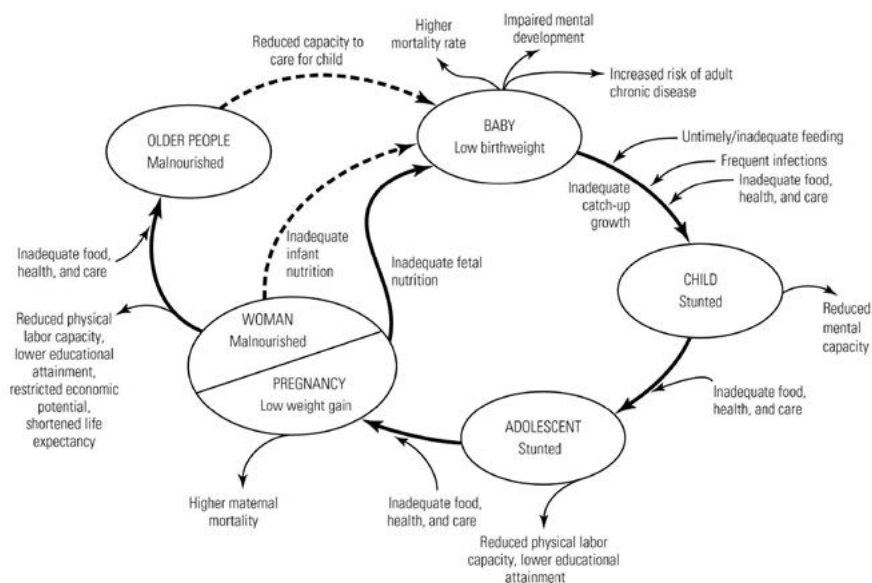 Higher
mortality rate
Impaired mental
development
Reduced capacity to
care for child
Increased risk of adult
chronic disease
BABY
Low birthweight
OLDER PEOPLE
Malnourished
Untimely/inadequate feeding
Frequent infections
Inadequate food,
health, and care
Inadequate
catch-up
growth
Inadequate food,
health, and care
Inadequate
infant
nutrition
Inadequate fetal
nutrition
CHILD
Stunted
Reduced
mental
capacity
Reduced physical
labor capacity,
lower educational
attainment,
restricted economic
potential,
shortened life
expectancy
WOMAN
Malnourished
PREGNANCY
Low weight gain
Inadequate food,
health, and care
ADOLESCENT
Stunted
Higher maternal
mortality
Inadequate food,
health, and care
Reduced physical labor
capacity, lower educational
attainment